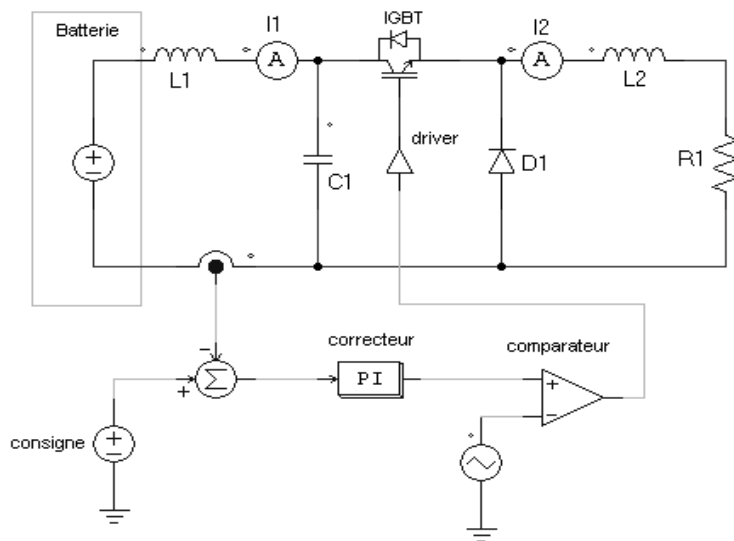 Batterie
I1
IGBT
I2
A
A
L1
L2
driver
C1
D1
R1
correcteur
comparateur
−
+
Σ
PI
+
−
consigne
+
−